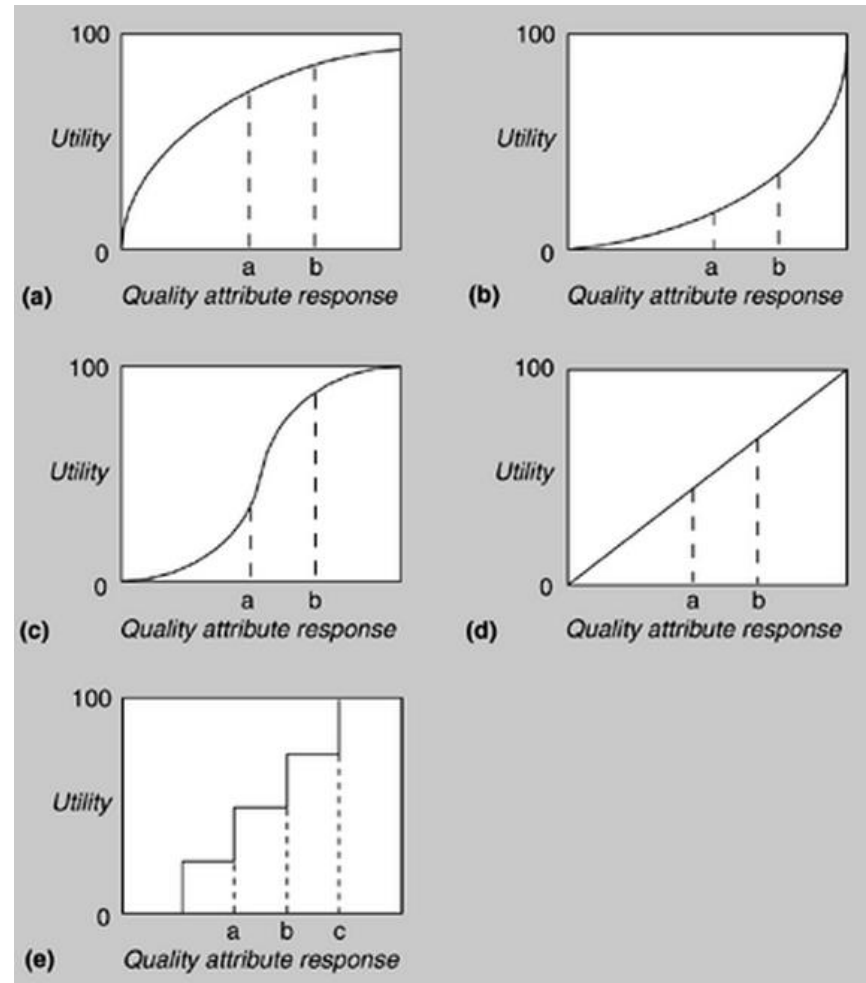 100
Utility
0
a b
(a) Quality attribute response
100
Utility
0
a b
(b) Quality attribute response
100
Utility
0
a b
(c) Quality attribute response
100
Utility
0
a b
(d) Quality attribute response
100
Utility
0
a b c
(e) Quality attribute response